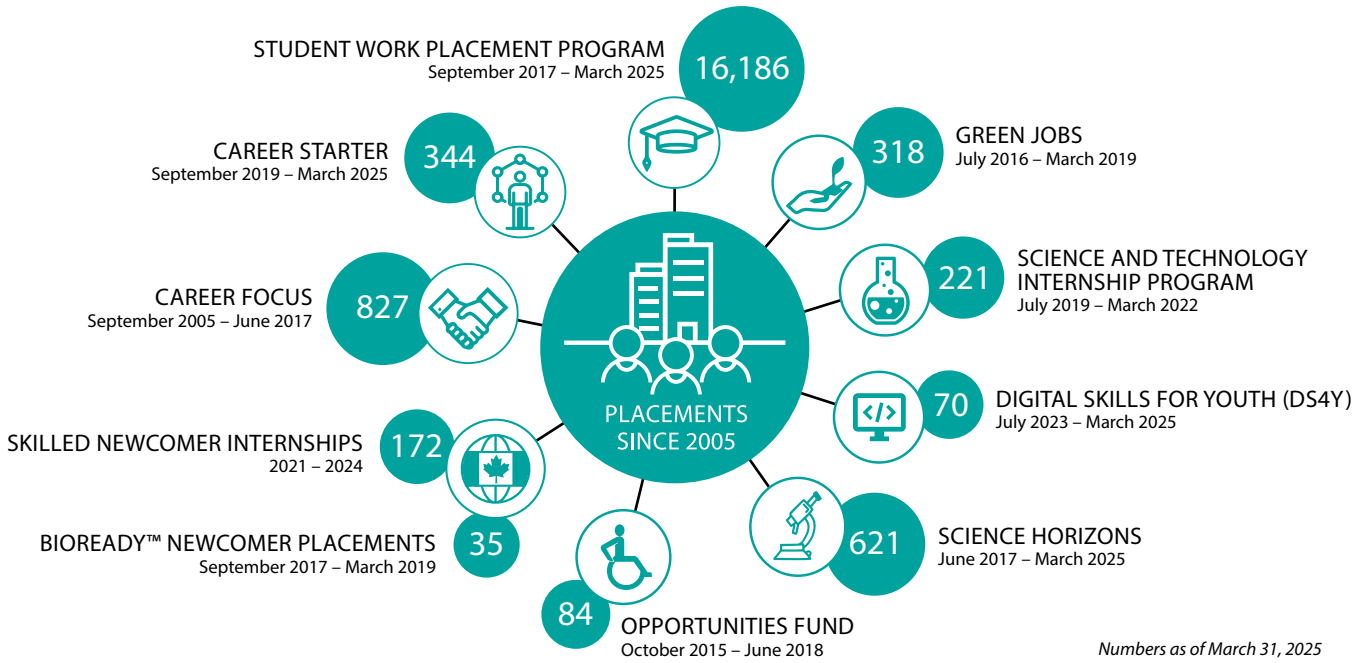 STUDENT WORK PLACEMENT PROGRAM
September 2017 – March 2025
16,186
GREEN JOBS
July 2016 – March 2019
318
SCIENCE AND TECHNOLOGY
INTERNSHIP PROGRAM
July 2019 – March 2022
221
DIGITAL SKILLS FOR YOUTH (DS4Y)
July 2023 – March 2025
70
</>
SCIENCE HORIZONS
June 2017 – March 2025
621
OPPORTUNITIES FUND
October 2015 – June 2018
84
BIOREADY™ NEWCOMER PLACEMENTS
September 2017 – March 2019
35
SKILLED NEWCOMER INTERNSHIPS
2021 – 2024
172
CAREER FOCUS
September 2005 – June 2017
827
CAREER STARTER
September 2019 – March 2025
344
PLACEMENTS
SINCE 2005
Numbers as of March 31, 2025